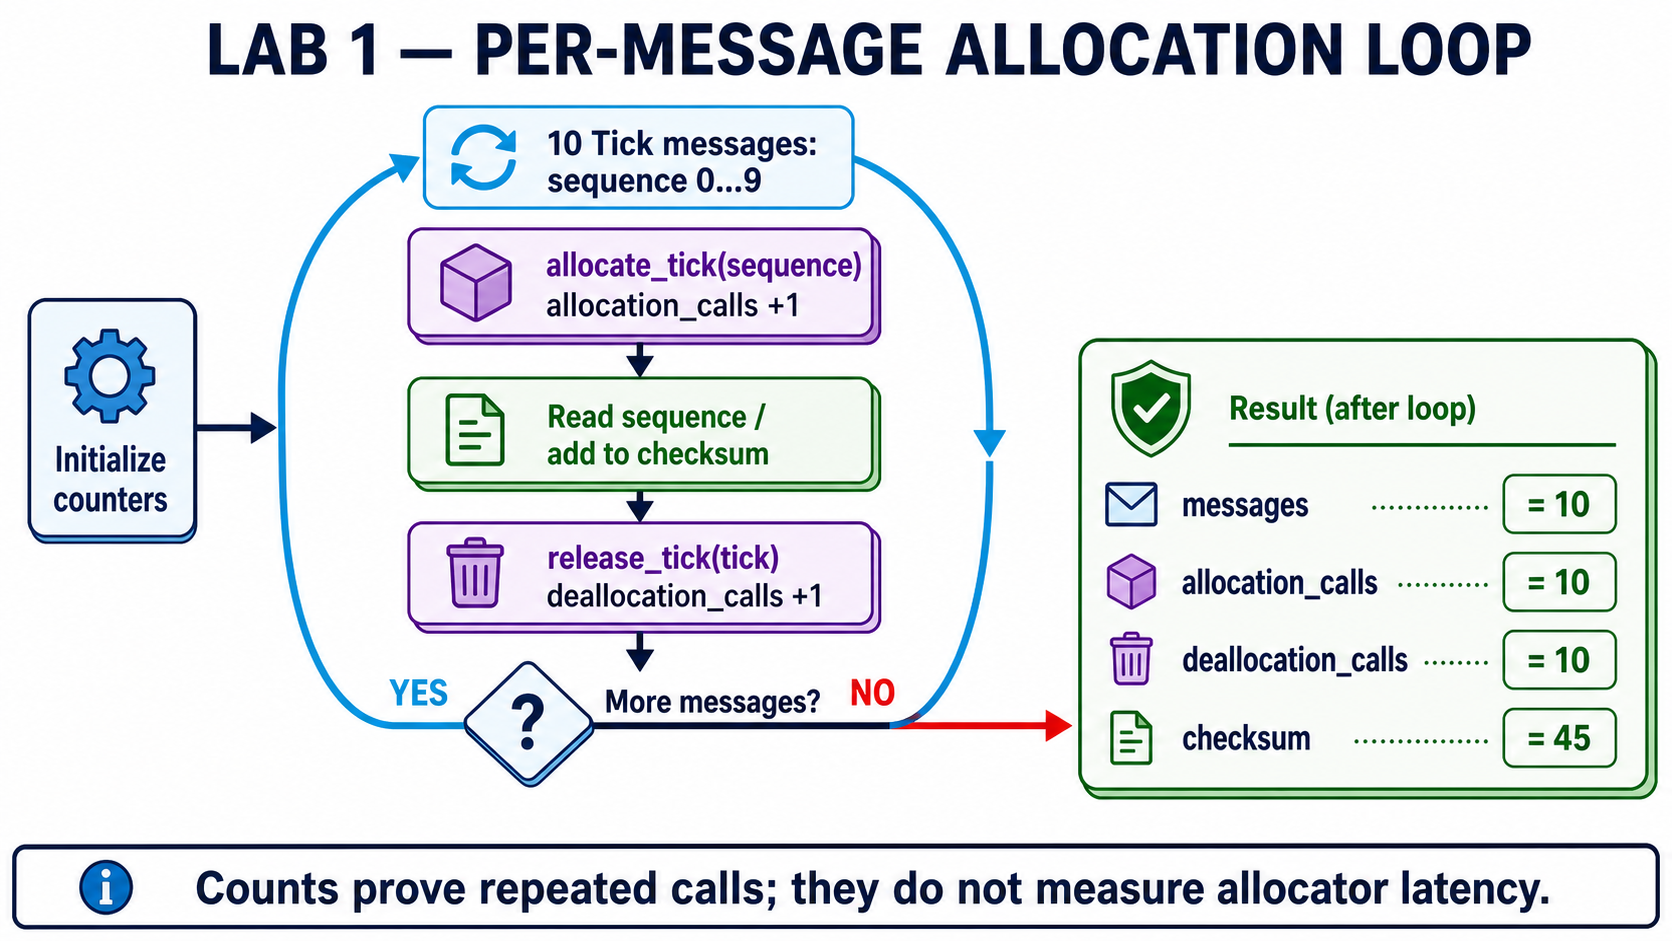 LAB 1 — PER-MESSAGE ALLOCATION LOOP
10 Tick messages:
sequence 0...9
allocate_tick(sequence)
allocation_calls +1
Read sequence /
add to checksum
release_tick(tick)
deallocation_calls +1
Initialize
counters
YES
?
More messages?
NO
Result (after loop)
messages = 10
allocation_calls = 10
deallocation_calls = 10
checksum = 45
i
Counts prove repeated calls; they do not measure allocator latency.